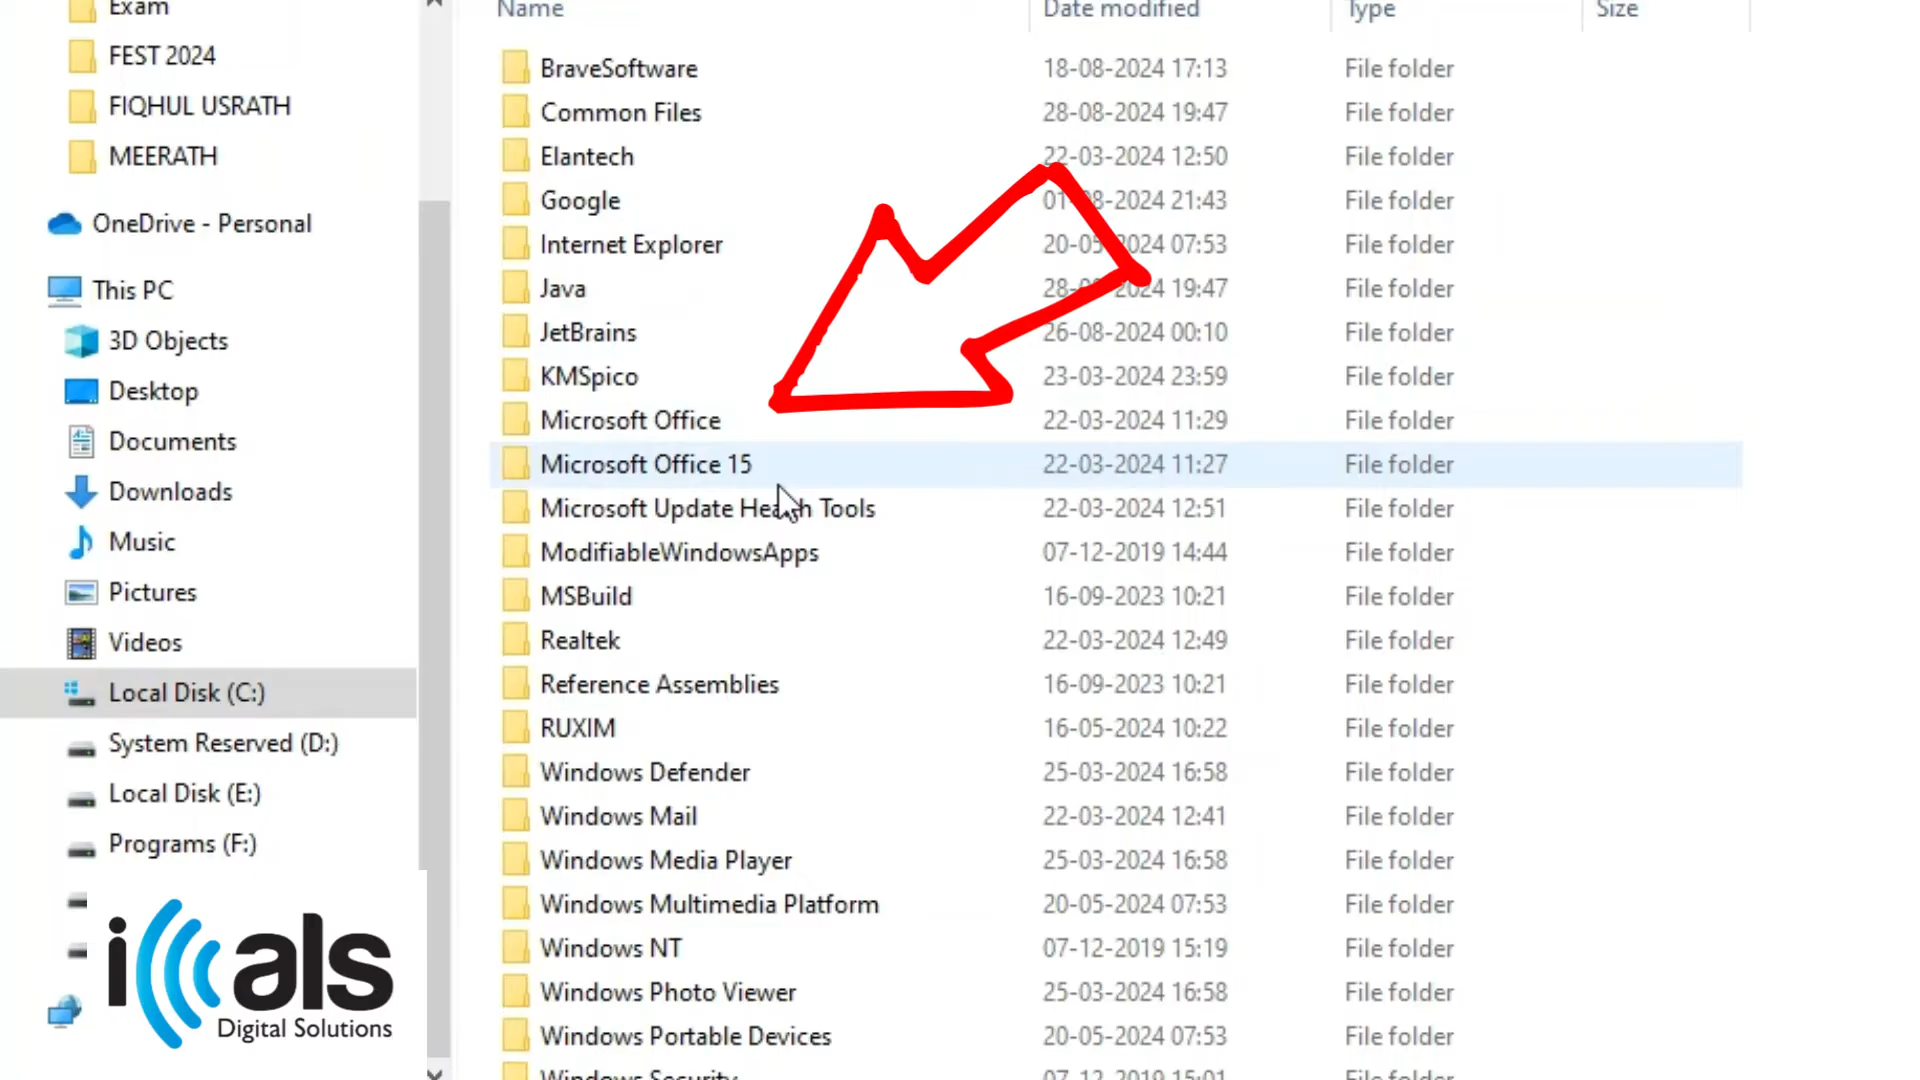 Name Date modified Type Size
Exam
FEST 2024
FIQHUL USRATH
MEERATH
OneDrive - Personal
This PC
3D Objects
Desktop
Documents
Downloads
Music
Pictures
Videos
Local Disk (C:)
System Reserved (D:)
Local Disk (E:)
Programs (F:)
BraveSoftware 18-08-2024 17:13 File folder
Common Files 28-08-2024 19:47 File folder
Elantech 22-03-2024 12:50 File folder
Google 01-08-2024 21:43 File folder
Internet Explorer 20-05-2024 07:53 File folder
Java 28-08-2024 19:47 File folder
JetBrains 26-08-2024 00:10 File folder
KMSpico 23-03-2024 23:59 File folder
Microsoft Office 22-03-2024 11:29 File folder
Microsoft Office 15 22-03-2024 11:27 File folder
Microsoft Update Health Tools 22-03-2024 12:51 File folder
ModifiableWindowsApps 07-12-2019 14:44 File folder
MSBuild 16-09-2023 10:21 File folder
Realtek 22-03-2024 12:49 File folder
Reference Assemblies 16-09-2023 10:21 File folder
RUXIM 16-05-2024 10:22 File folder
Windows Defender 25-03-2024 16:58 File folder
Windows Mail 22-03-2024 12:41 File folder
Windows Media Player 25-03-2024 16:58 File folder
Windows Multimedia Platform 20-05-2024 07:53 File folder
Windows NT 07-12-2019 15:19 File folder
Windows Photo Viewer 25-03-2024 16:58 File folder
Windows Portable Devices 20-05-2024 07:53 File folder
Windows Security 07-12-2019 15:01 File folder
icals
Digital Solutions